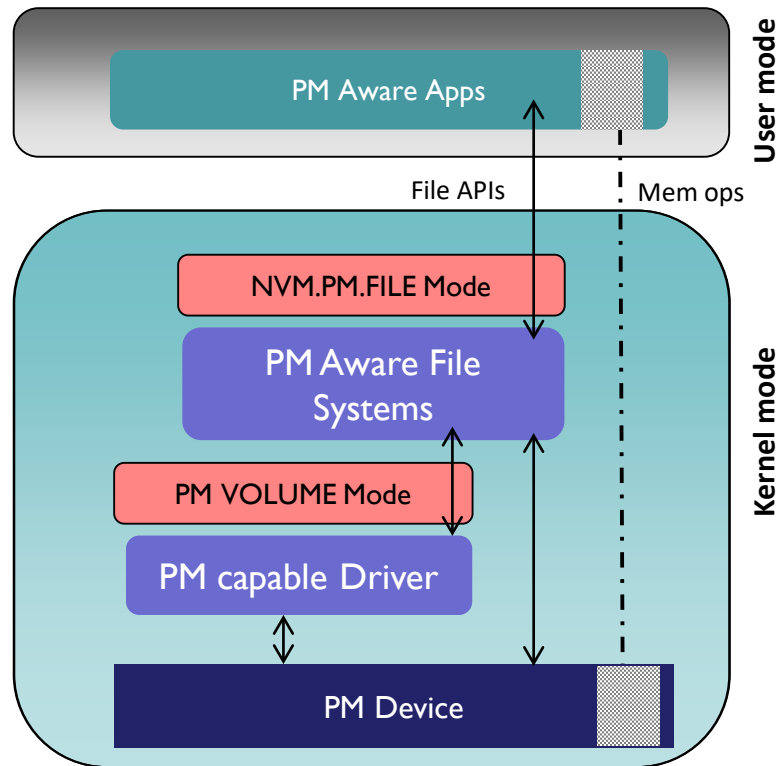 PM Aware Apps
User mode
File APIs
Mem ops
NVM.PM.FILE Mode
PM Aware File
Systems
Kernel mode
PM VOLUME Mode
PM capable Driver
PM Device